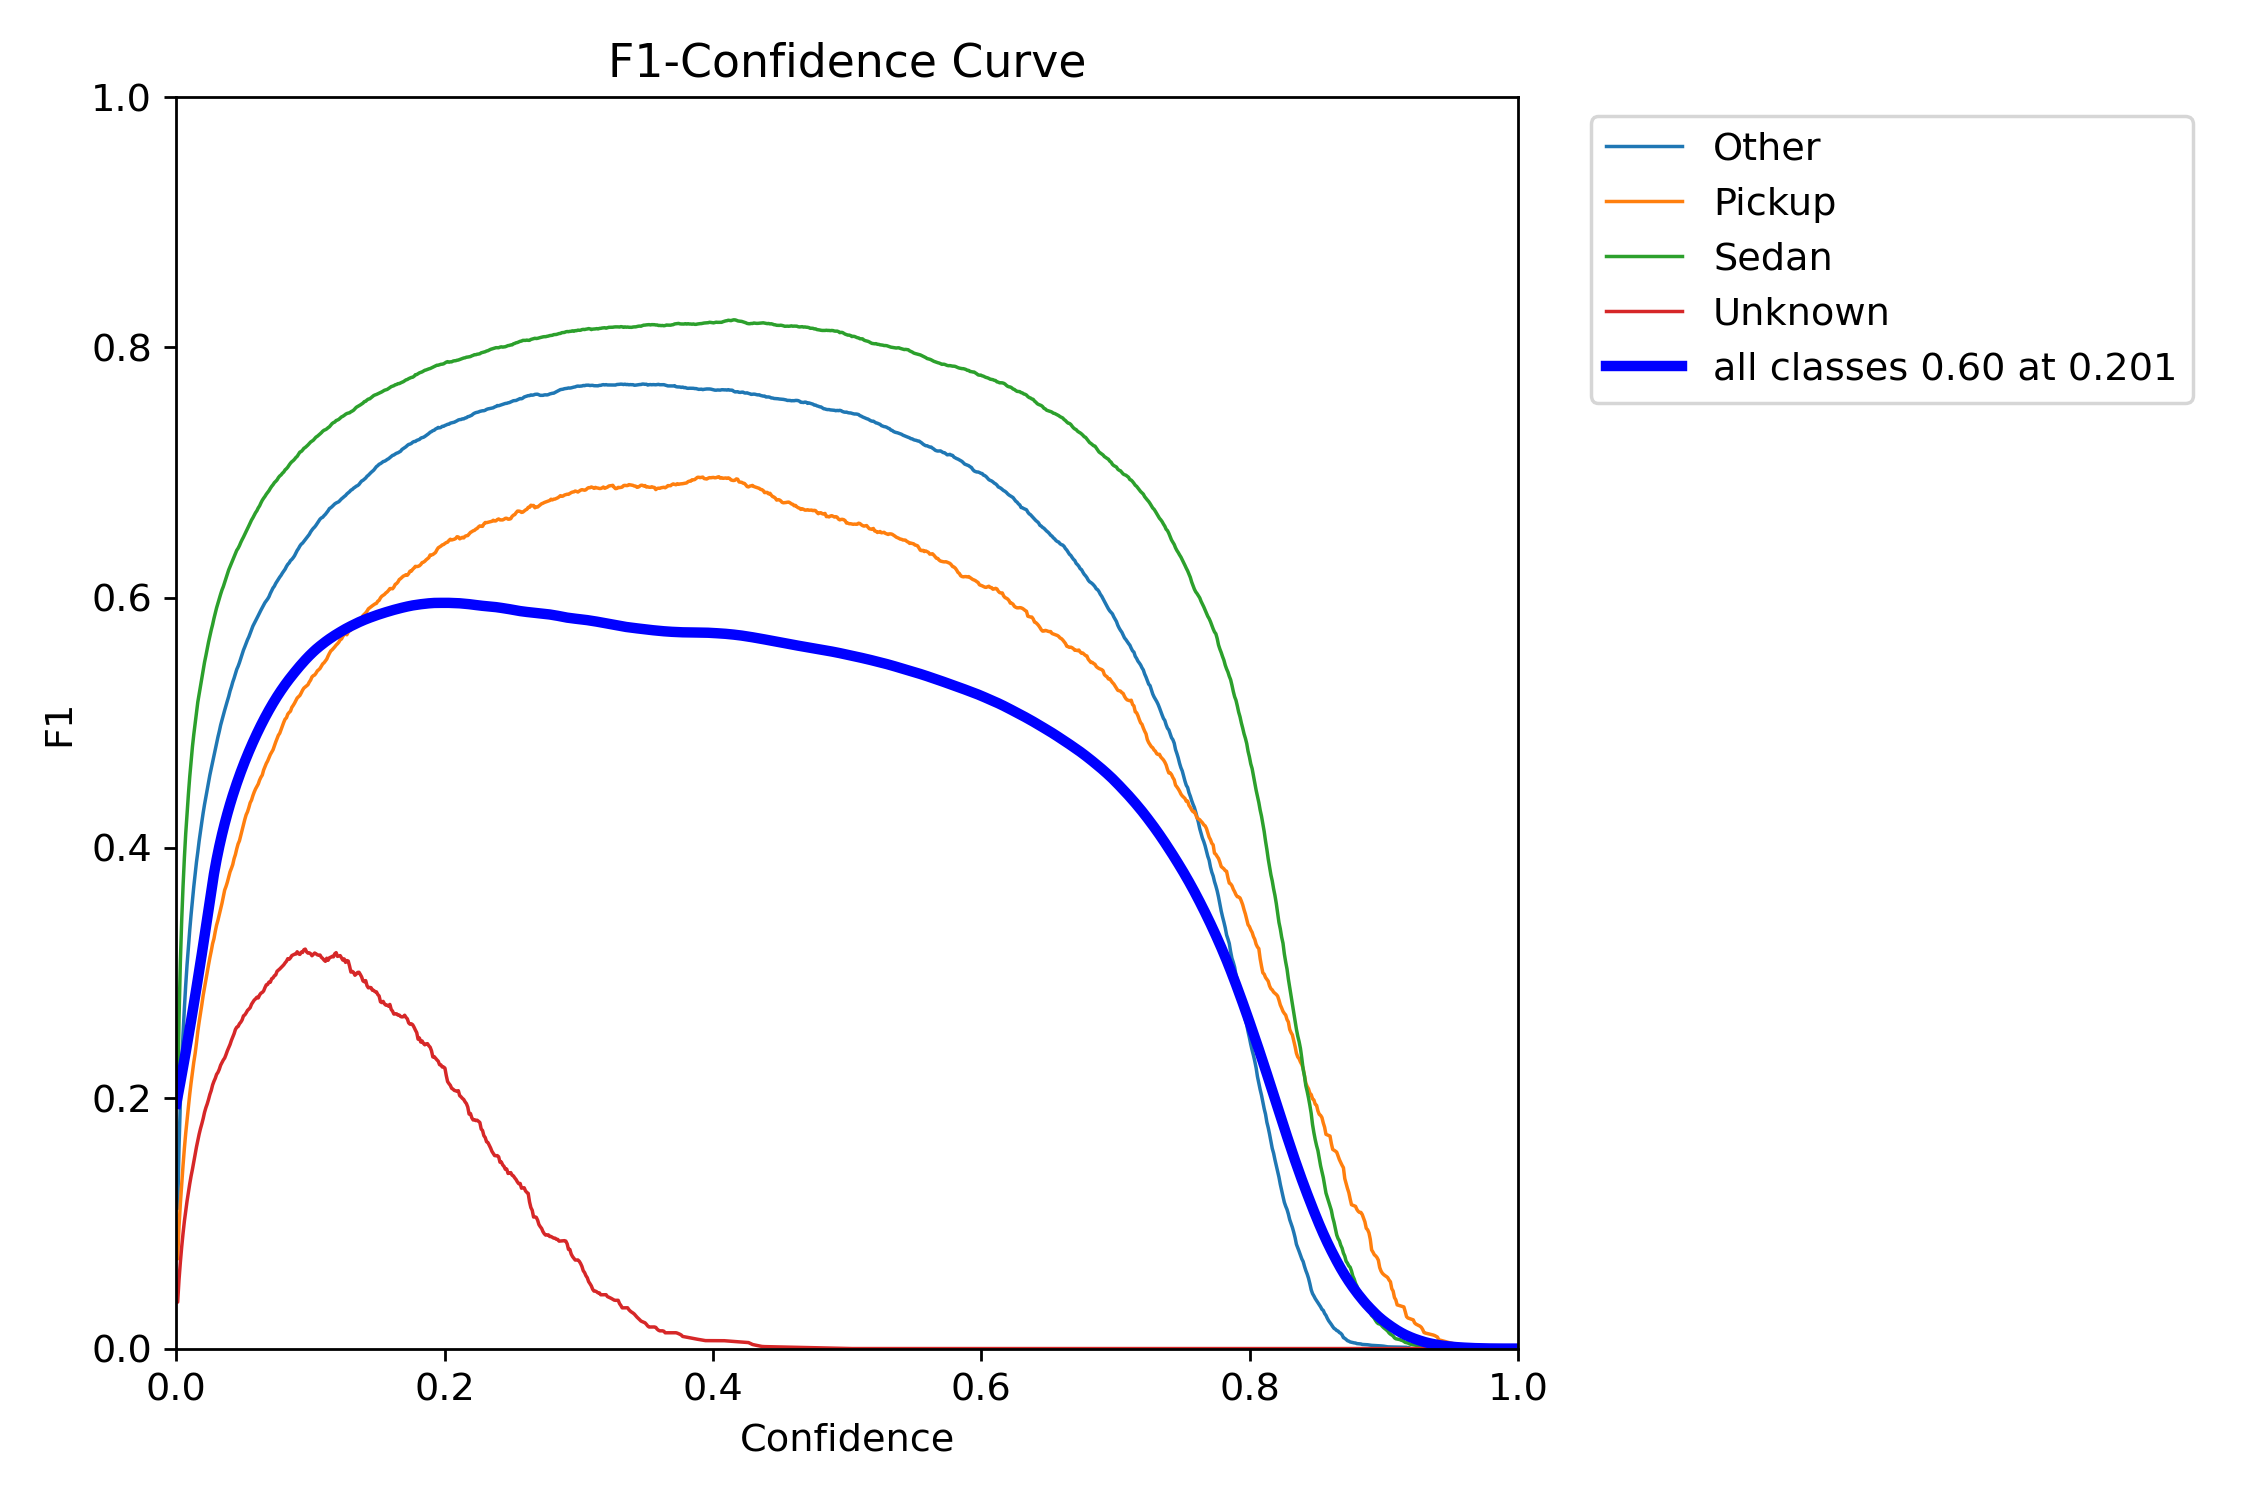 F1-Confidence Curve
1.0
0.8
0.6
0.4
0.2
0.0
F1
0.0 0.2 0.4 0.6 0.8 1.0
Confidence
Other
Pickup
Sedan
Unknown
all classes 0.60 at 0.201